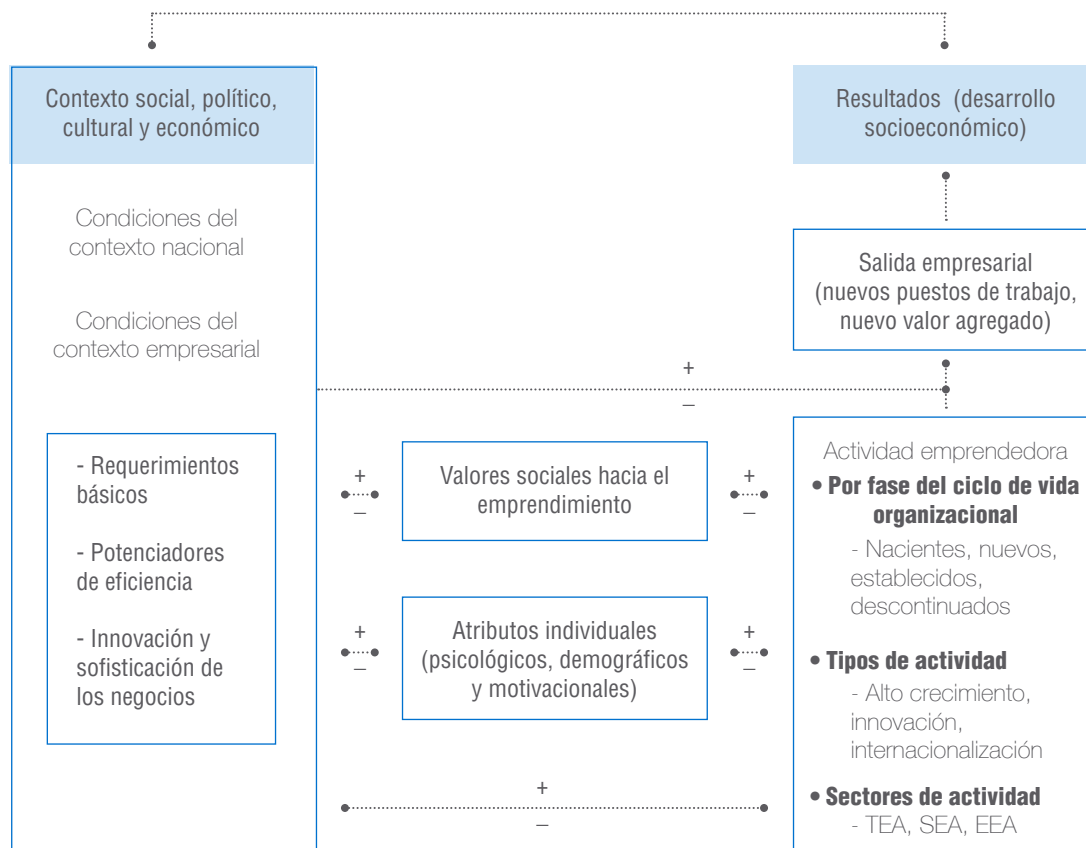 Contexto social, político,
cultural y económico
Condiciones del
contexto nacional
Condiciones del
contexto empresarial
- Requerimientos
básicos
- Potenciadores
de eficiencia
- Innovación y
sofisticación de
los negocios
+
–
+
–
Valores sociales hacia el
emprendimiento
Atributos individuales
(psicológicos, demográficos
y motivacionales)
+
–
+
–
+
–
+
–
Resultados (desarrollo
socioeconómico)
Salida empresarial
(nuevos puestos de trabajo,
nuevo valor agregado)
Actividad emprendedora
• Por fase del ciclo de vida
organizacional
- Nacientes, nuevos,
establecidos,
descontinuados
• Tipos de actividad
- Alto crecimiento,
innovación,
internacionalización
• Sectores de actividad
- TEA, SEA, EEA